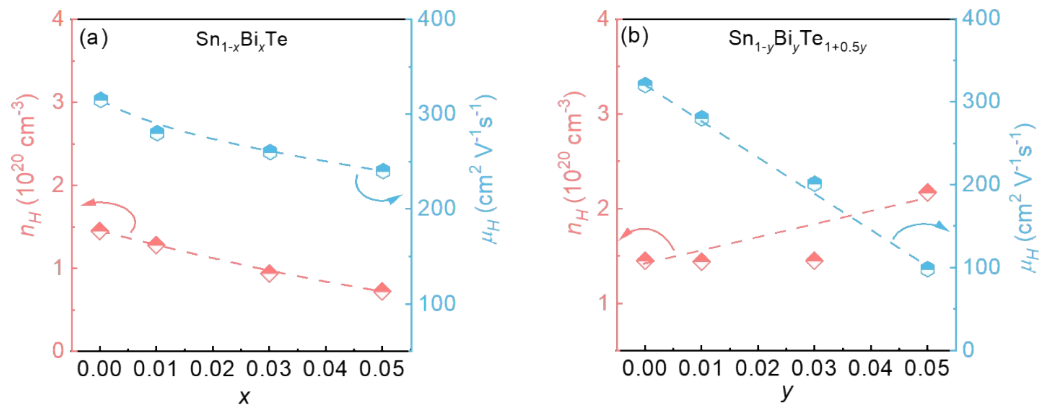 (a)
Sn1-xBixTe
4
3
2
1
0
nH (10^20 cm^-3)
400
300
200
100
μH (cm^2 V^-1s^-1)
0.00 0.01 0.02 0.03 0.04 0.05
x
(b)
Sn1-yBiyTe1+0.5y
4
3
2
1
nH (10^20 cm^-3)
400
300
200
100
0
μH (cm^2 V^-1s^-1)
0.00 0.01 0.02 0.03 0.04 0.05
y